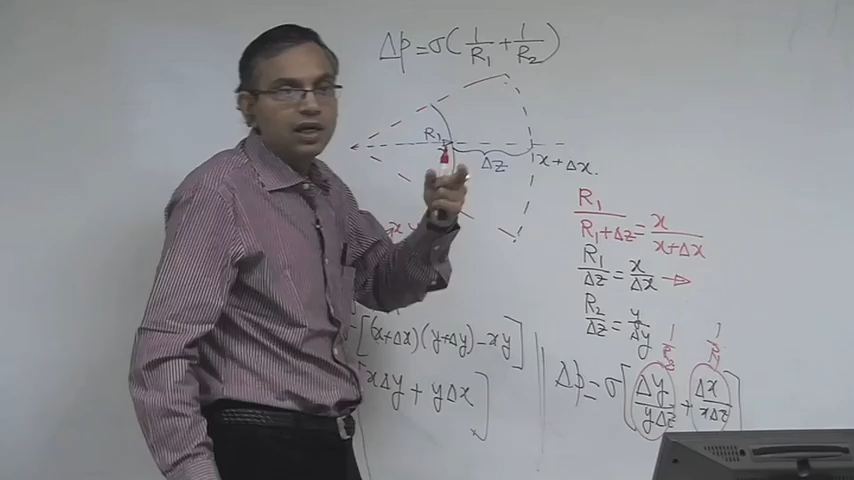 Δp=σ(1/R₁+1/R₂)
R₁
Δz
x+Δx.
R₁/(R₁+Δz)=x/(x+Δx)
R₁/Δz=x/Δx
R₂/Δz=y/Δy
[(x+Δx)(y+Δy)-xy]
xΔy+yΔx]
1/R₂ 1/R₁
Δp=σ[Δy/yΔz+Δx/xΔz]